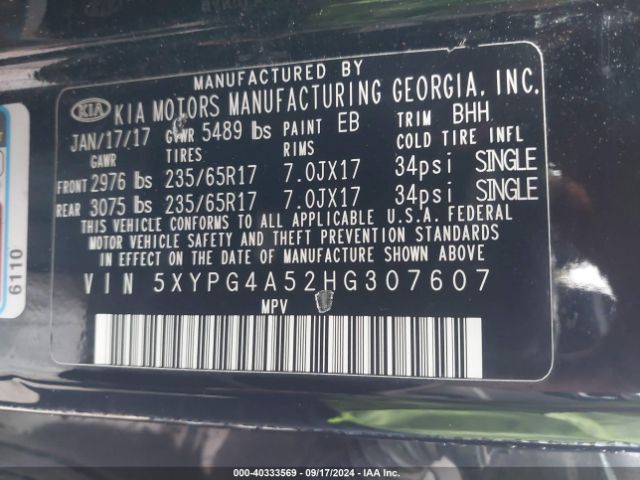 MANUFACTURED BY
KIA KIA MOTORS MANUFACTURING GEORGIA, INC.
JAN/17/17 GVWR 5489 lbs PAINT EB TRIM BHH
GAWR TIRES RIMS COLD TIRE INFL
FRONT 2976 lbs 235/65R17 7.0JX17 34psi SINGLE
REAR 3075 lbs 235/65R17 7.0JX17 34psi SINGLE
THIS VEHICLE CONFORMS TO ALL APPLICABLE U.S.A. FEDERAL
MOTOR VEHICLE SAFETY AND THEFT PREVENTION STANDARDS
IN EFFECT ON THE DATE OF MANUFACTURE SHOWN ABOVE
VIN 5XYPG4A52HG307607
MPV
6110
000-40333569 - 09/17/2024 - IAA Inc.